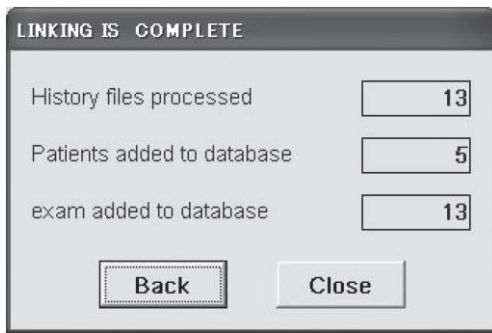 LINKING IS COMPLETE
History files processed 13
Patients added to database 5
exam added to database 13
Back Close